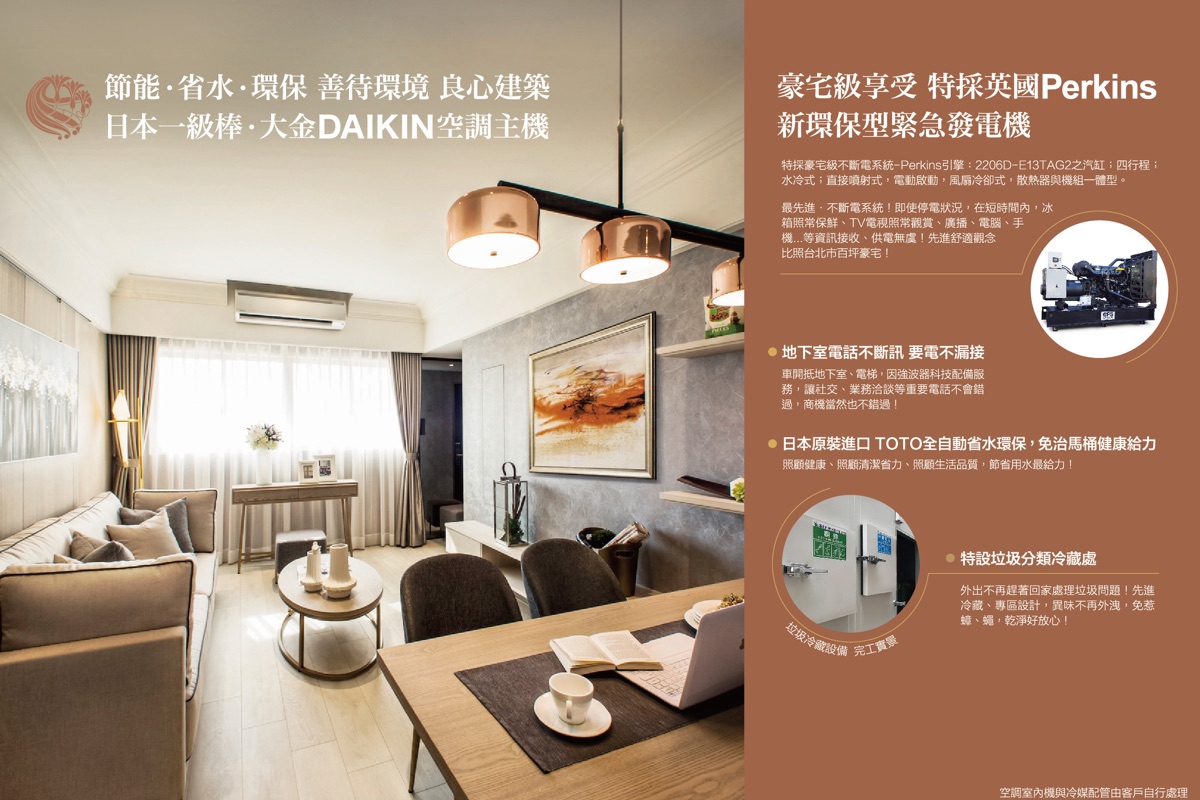 節能·省水·環保 善待環境 良心建築
日本一級棒·大金DAIKIN空調主機
豪宅級享受 特採英國Perkins
新環保型緊急發電機
特採豪宅級不斷電系統-Perkins引擎：2206D-E13TAG2之汽缸；四行程；
水冷式；直接噴射式，電動啟動，風扇冷卻式，散熱器與機組一體型。
最先進．不斷電系統！即使停電狀況，在短時間內，冰
箱照常保鮮、TV電視照常觀賞、廣播、電腦、手
機...等資訊接收、供電無虞！先進舒適觀念
比照台北市百坪豪宅！
地下室電話不斷訊 要電不漏接
車開抵地下室、電梯，因強波器科技配備服
務，讓社交、業務洽談等重要電話不會錯
過，商機當然也不錯過！
日本原裝進口 TOTO全自動省水環保，免治馬桶健康給力
照顧健康、照顧清潔省力、照顧生活品質，節省用水最給力！
特設垃圾分類冷藏處
外出不再趕著回家處理垃圾問題！先進
冷藏、專區設計，異味不再外洩，免惹
蟑、蠅，乾淨好放心！
垃圾冷藏設備 完工實景
空調室內機與冷媒配管由客戶自行處理